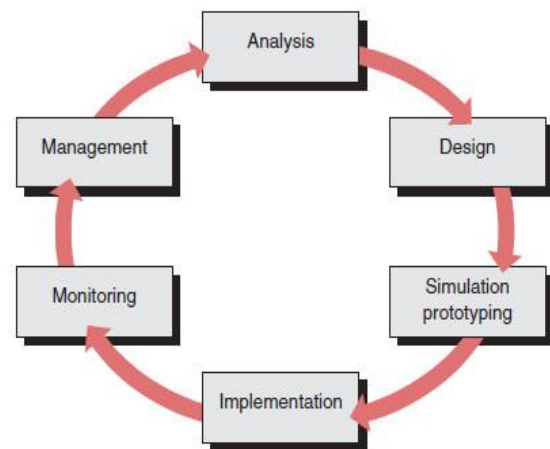 Analysis
Design
Simulation
prototyping
Implementation
Monitoring
Management